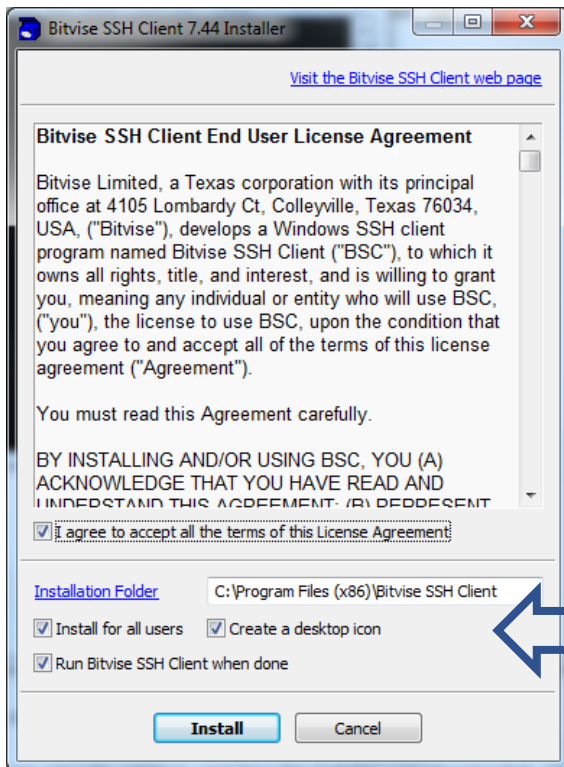 Bitvise SSH Client 7.44 Installer
Visit the Bitvise SSH Client web page
Bitvise SSH Client End User License Agreement
Bitvise Limited, a Texas corporation with its principal
office at 4105 Lombardy Ct, Colleyville, Texas 76034,
USA, ("Bitvise"), develops a Windows SSH client
program named Bitvise SSH Client ("BSC"), to which it
owns all rights, title, and interest, and is willing to grant
you, meaning any individual or entity who will use BSC,
("you"), the license to use BSC, upon the condition that
you agree to and accept all of the terms of this license
agreement ("Agreement").
You must read this Agreement carefully.
BY INSTALLING AND/OR USING BSC, YOU (A)
ACKNOWLEDGE THAT YOU HAVE READ AND
UNDERSTAND THIS AGREEMENT; (B) REPRESENT
I agree to accept all the terms of this License Agreement
Installation Folder C:\Program Files (x86)\Bitvise SSH Client
Install for all users Create a desktop icon
Run Bitvise SSH Client when done
Install Cancel